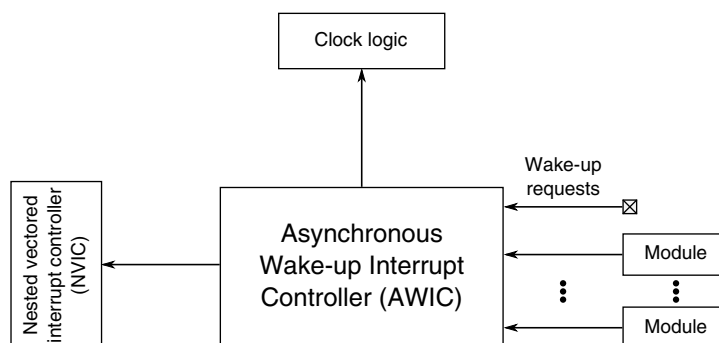 Clock logic
Wake-up
requests
Nested vectored
interrupt controller
(NVIC)
Asynchronous
Wake-up Interrupt
Controller (AWIC)
Module
Module